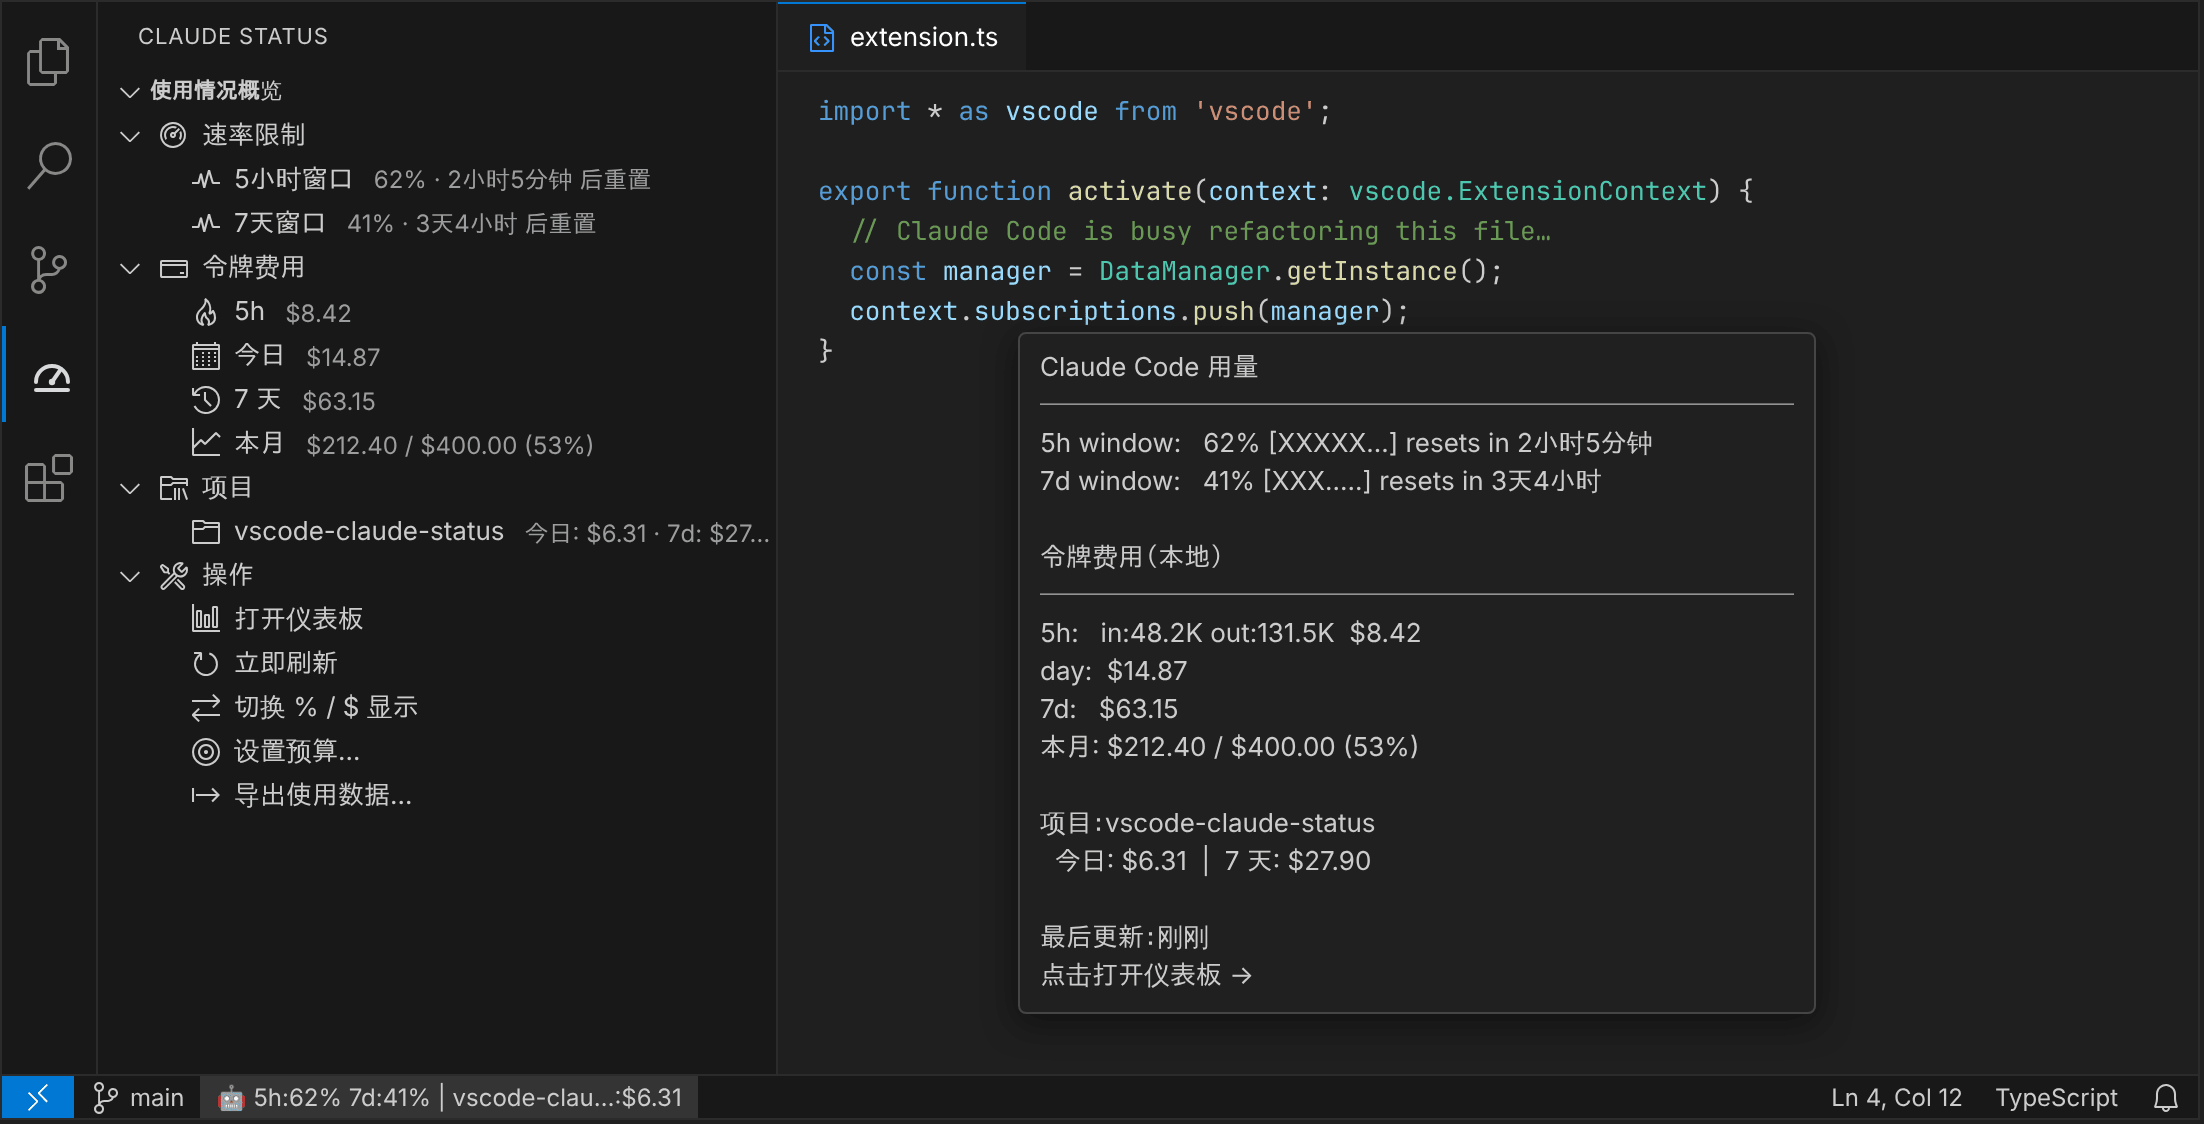 CLAUDE STATUS
使用情况概览
速率限制
5小时窗口 62% · 2小时5分钟 后重置
7天窗口 41% · 3天4小时 后重置
令牌费用
5h $8.42
今日 $14.87
7 天 $63.15
本月 $212.40 / $400.00 (53%)
项目
vscode-claude-status 今日: $6.31 · 7d: $27...
操作
打开仪表板
立即刷新
切换 % / $ 显示
设置预算...
导出使用数据...
extension.ts
import * as vscode from 'vscode';
export function activate(context: vscode.ExtensionContext) {
// Claude Code is busy refactoring this file…
const manager = DataManager.getInstance();
context.subscriptions.push(manager);
}
Claude Code 用量
5h window: 62% [XXXXX...] resets in 2小时5分钟
7d window: 41% [XXX.....] resets in 3天4小时
令牌费用（本地）
5h: in:48.2K out:131.5K $8.42
day: $14.87
7d: $63.15
本月: $212.40 / $400.00 (53%)
项目:vscode-claude-status
今日: $6.31 | 7 天: $27.90
最后更新:刚刚
点击打开仪表板 →
main
🤖 5h:62% 7d:41% | vscode-clau...:$6.31
Ln 4, Col 12
TypeScript